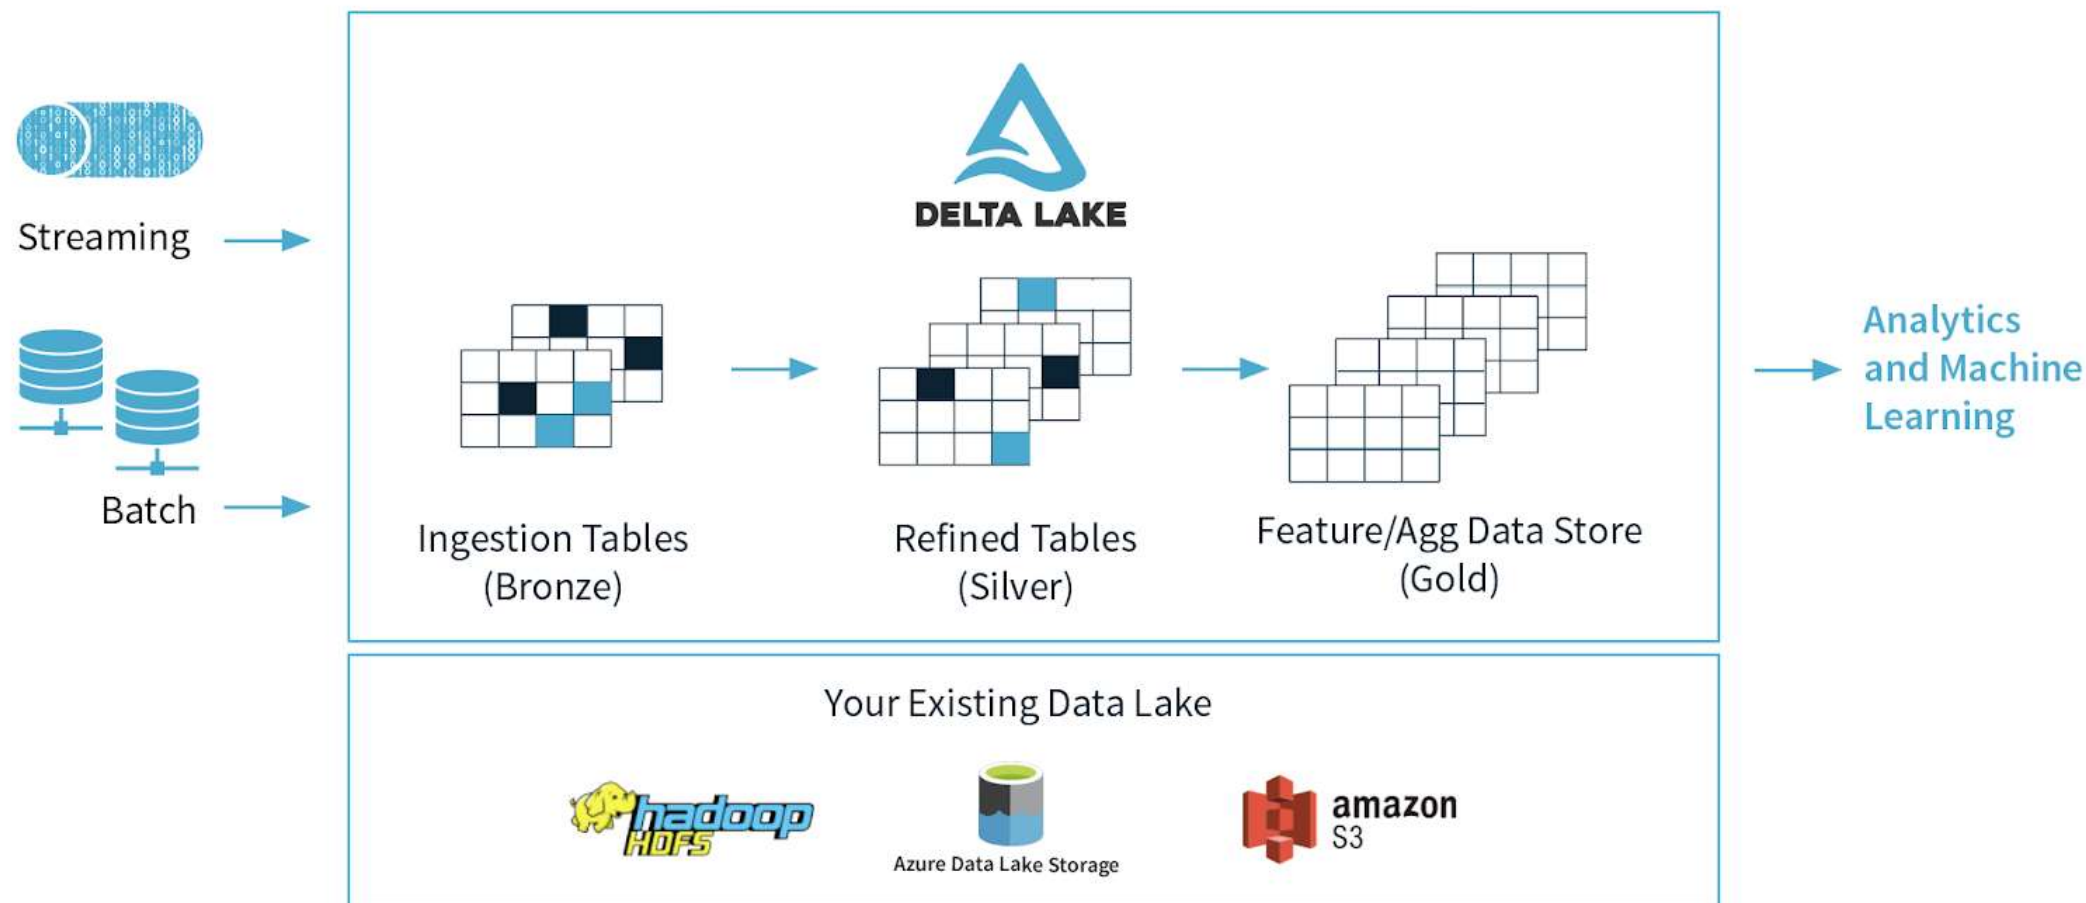 DELTA LAKE
Streaming
Batch
Ingestion Tables
(Bronze)
Refined Tables
(Silver)
Feature/Agg Data Store
(Gold)
Analytics
and Machine
Learning
Your Existing Data Lake
hadoop
HDFS
Azure Data Lake Storage
amazon
S3